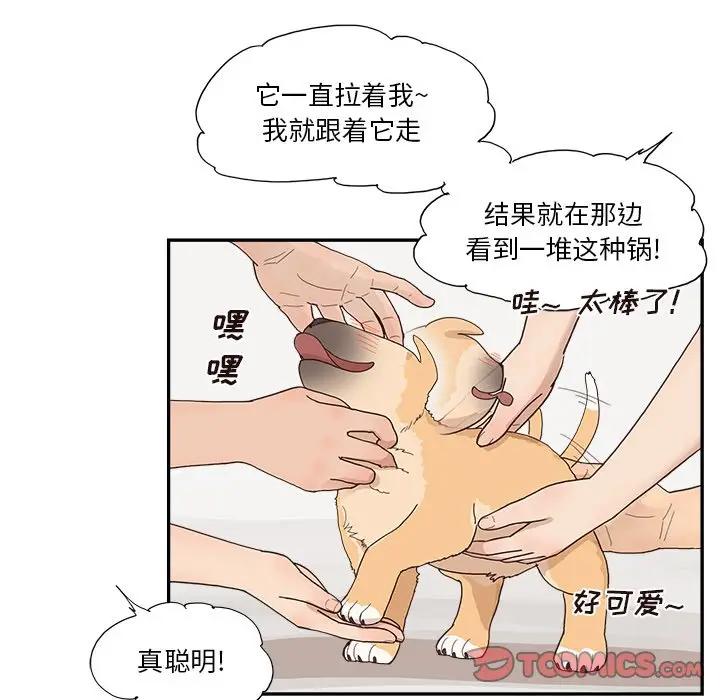 它一直拉着我~
我就跟着它走
结果就在那边
看到一堆这种锅!
哇~ 太棒了!
嘿
嘿
好可爱~
真聪明!
DTOOMICS.COM